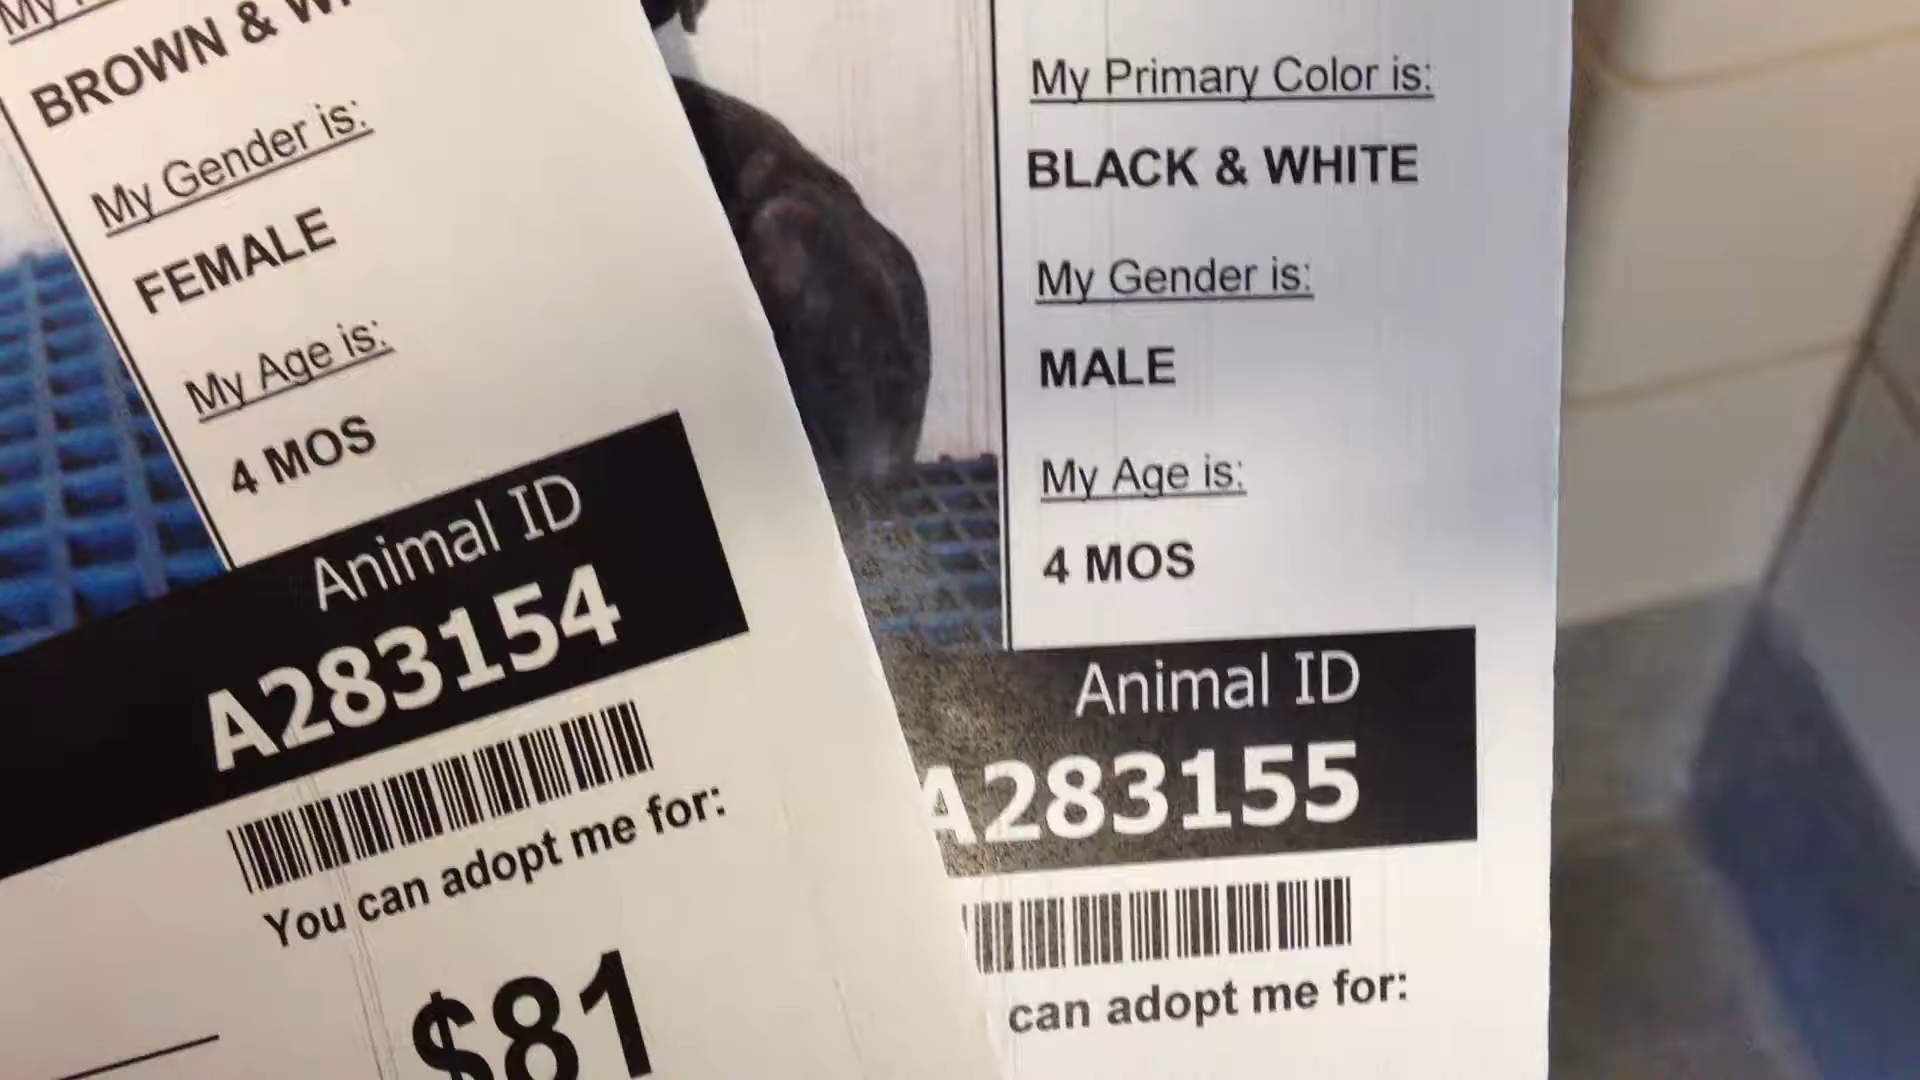 My
BROWN & W
My Gender is:
FEMALE
My Age is:
4 MOS
Animal ID
A283154
You can adopt me for:
$81
My Primary Color is:
BLACK & WHITE
My Gender is:
MALE
My Age is:
4 MOS
Animal ID
A283155
can adopt me for: